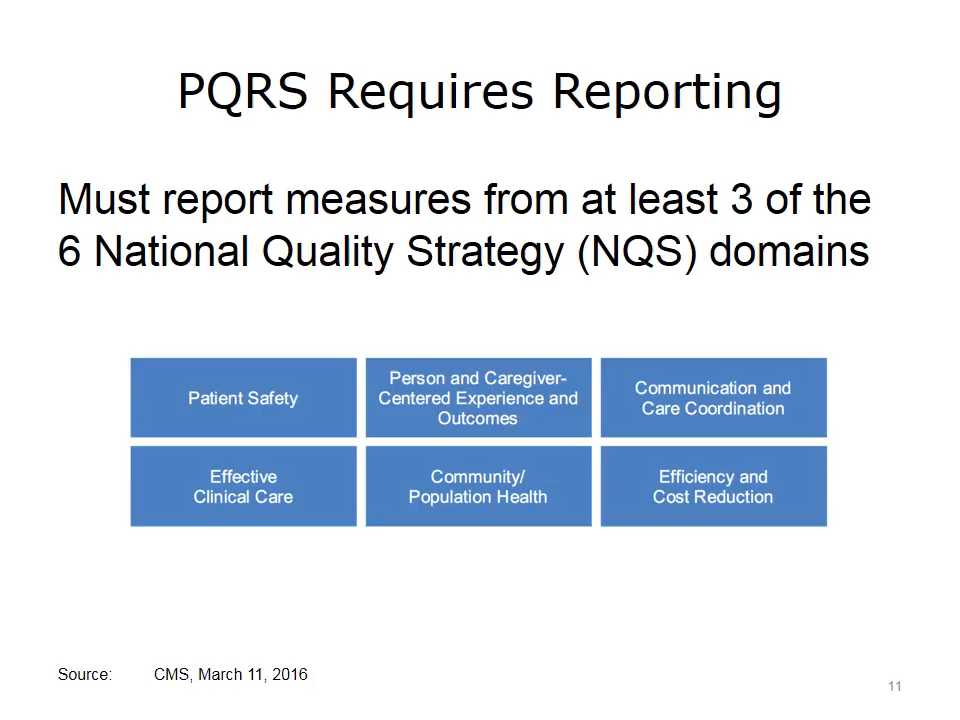 PQRS Requires Reporting
Must report measures from at least 3 of the
6 National Quality Strategy (NQS) domains
Patient Safety
Person and Caregiver-
Centered Experience and
Outcomes
Communication and
Care Coordination
Effective
Clinical Care
Community/
Population Health
Efficiency and
Cost Reduction
Source: CMS, March 11, 2016
11